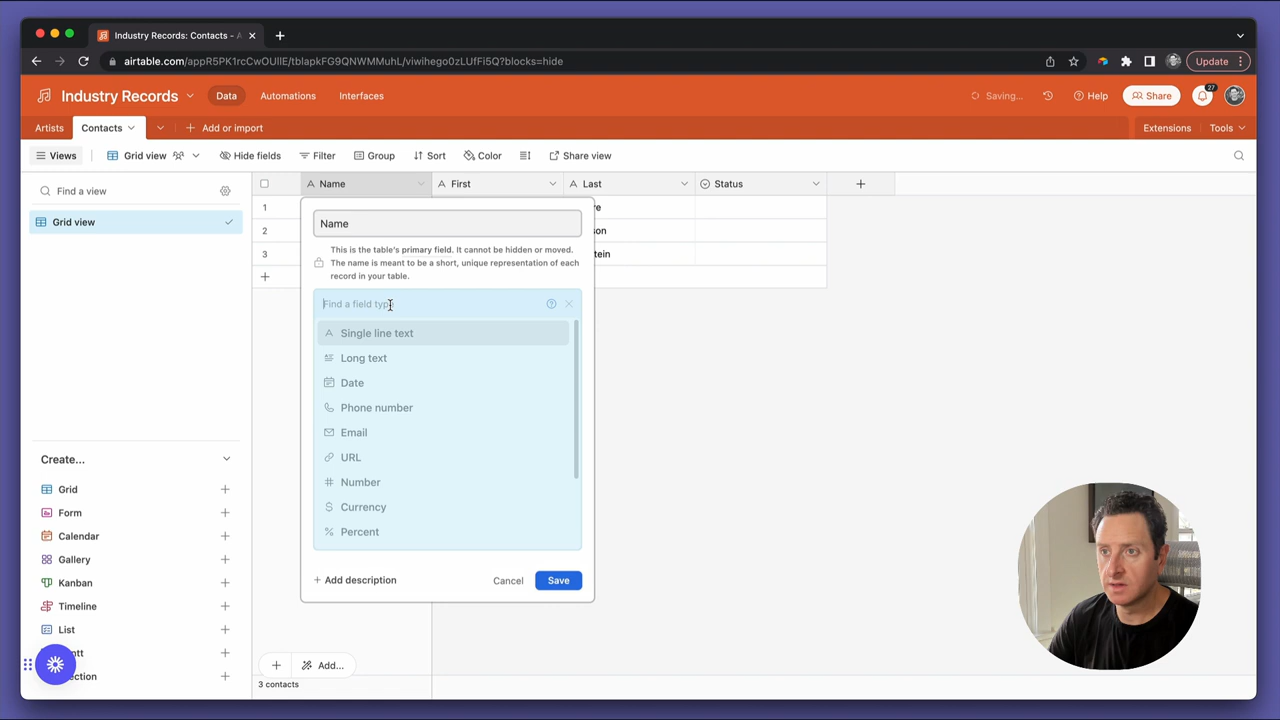 Industry Records: Contacts - A
airtable.com/appR5PK1rcCwOUIlE/tblapkFG9QNWMMuhL/viwihego0zLUfFi5Q?blocks=hide
Update
Industry Records
Data
Automations
Interfaces
Saving...
Help
Share
27
Artists
Contacts
Add or import
Extensions
Tools
Views
Grid view
Hide fields
Filter
Group
Sort
Color
Share view
Find a view
Name
First
Last
Status
1
2
3
Grid view
Name
This is the table's primary field. It cannot be hidden or moved.
The name is meant to be a short, unique representation of each
record in your table.
Find a field type
Single line text
Long text
Date
Phone number
Email
URL
Number
Currency
Percent
Add description
Cancel
Save
Create...
Grid
Form
Calendar
Gallery
Kanban
Timeline
List
Add...
3 contacts